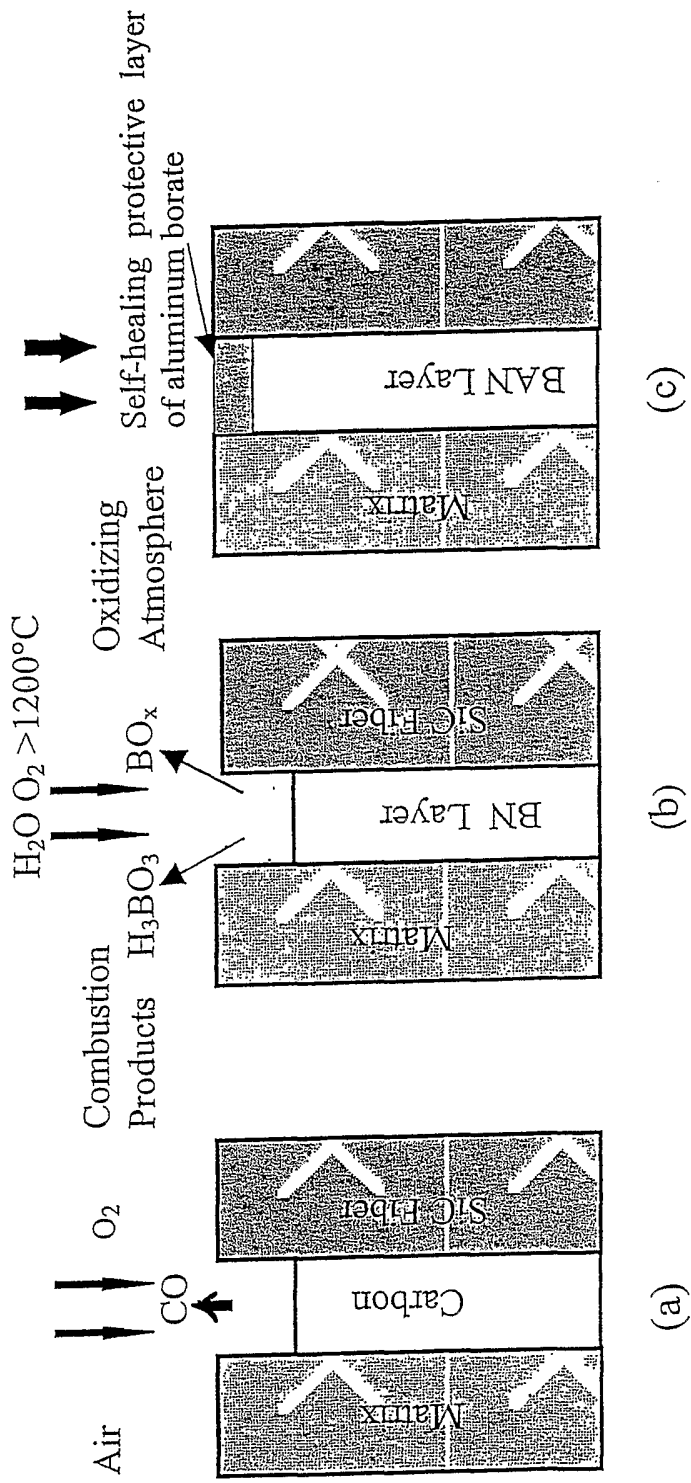 Air
O₂
CO
Matrix
Carbon
SiC Fiber
(a)
H₂O O₂ >1200°C
Combustion
Products
H₃BO₃
BOₓ
Matrix
BN Layer
SiC Fiber
(b)
Oxidizing
Atmosphere
Self-healing protective layer
of aluminum borate
Matrix
BAN Layer
(c)